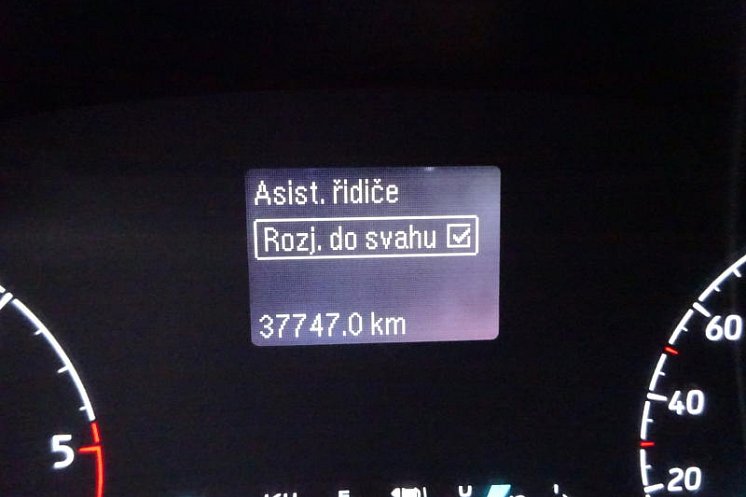 Asist. řidiče
Rozj. do svahu
37747.0 km
5
60
40
20